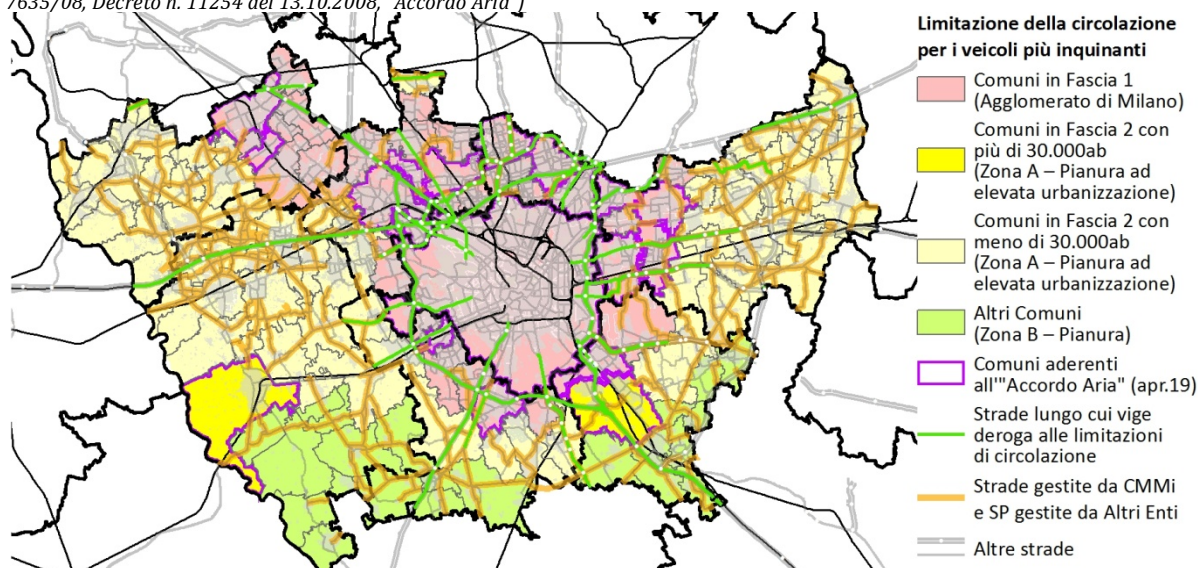 7635/08, Decreto n. 11254 del 13.10.2008, "Accordo Aria")
Limitazione della circolazione
per i veicoli più inquinanti
Comuni in Fascia 1
(Agglomerato di Milano)
Comuni in Fascia 2 con
più di 30.000ab
(Zona A – Pianura ad
elevata urbanizzazione)
Comuni in Fascia 2 con
meno di 30.000ab
(Zona A – Pianura ad
elevata urbanizzazione)
Altri Comuni
(Zona B – Pianura)
Comuni aderenti
all'"Accordo Aria" (apr.19)
Strade lungo cui vige
deroga alle limitazioni
di circolazione
Strade gestite da CMMi
e SP gestite da Altri Enti
Altre strade